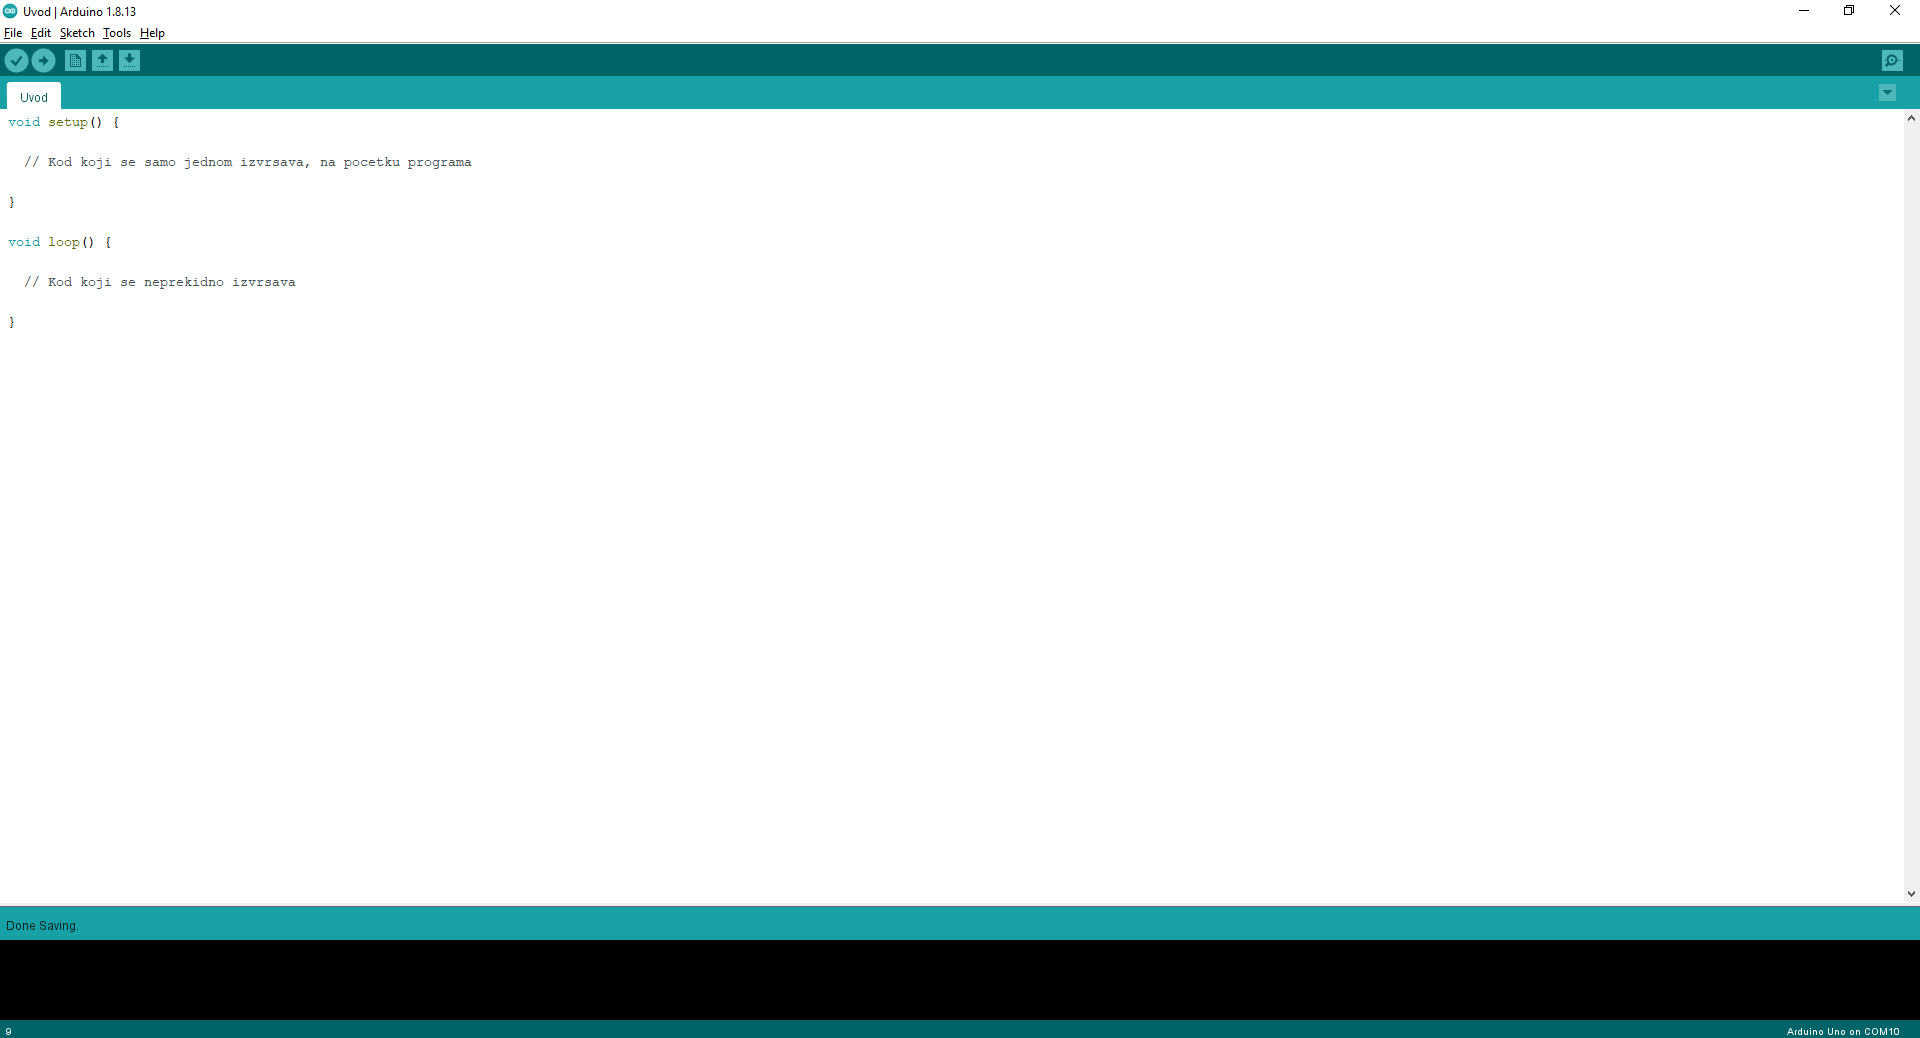 Uvod | Arduino 1.8.13
File Edit Sketch Tools Help
Uvod
void setup() {
// Kod koji se samo jednom izvrsava, na pocetku programa
}
void loop() {
// Kod koji se neprekidno izvrsava
}
Done Saving.
9
Arduino Uno on COM10